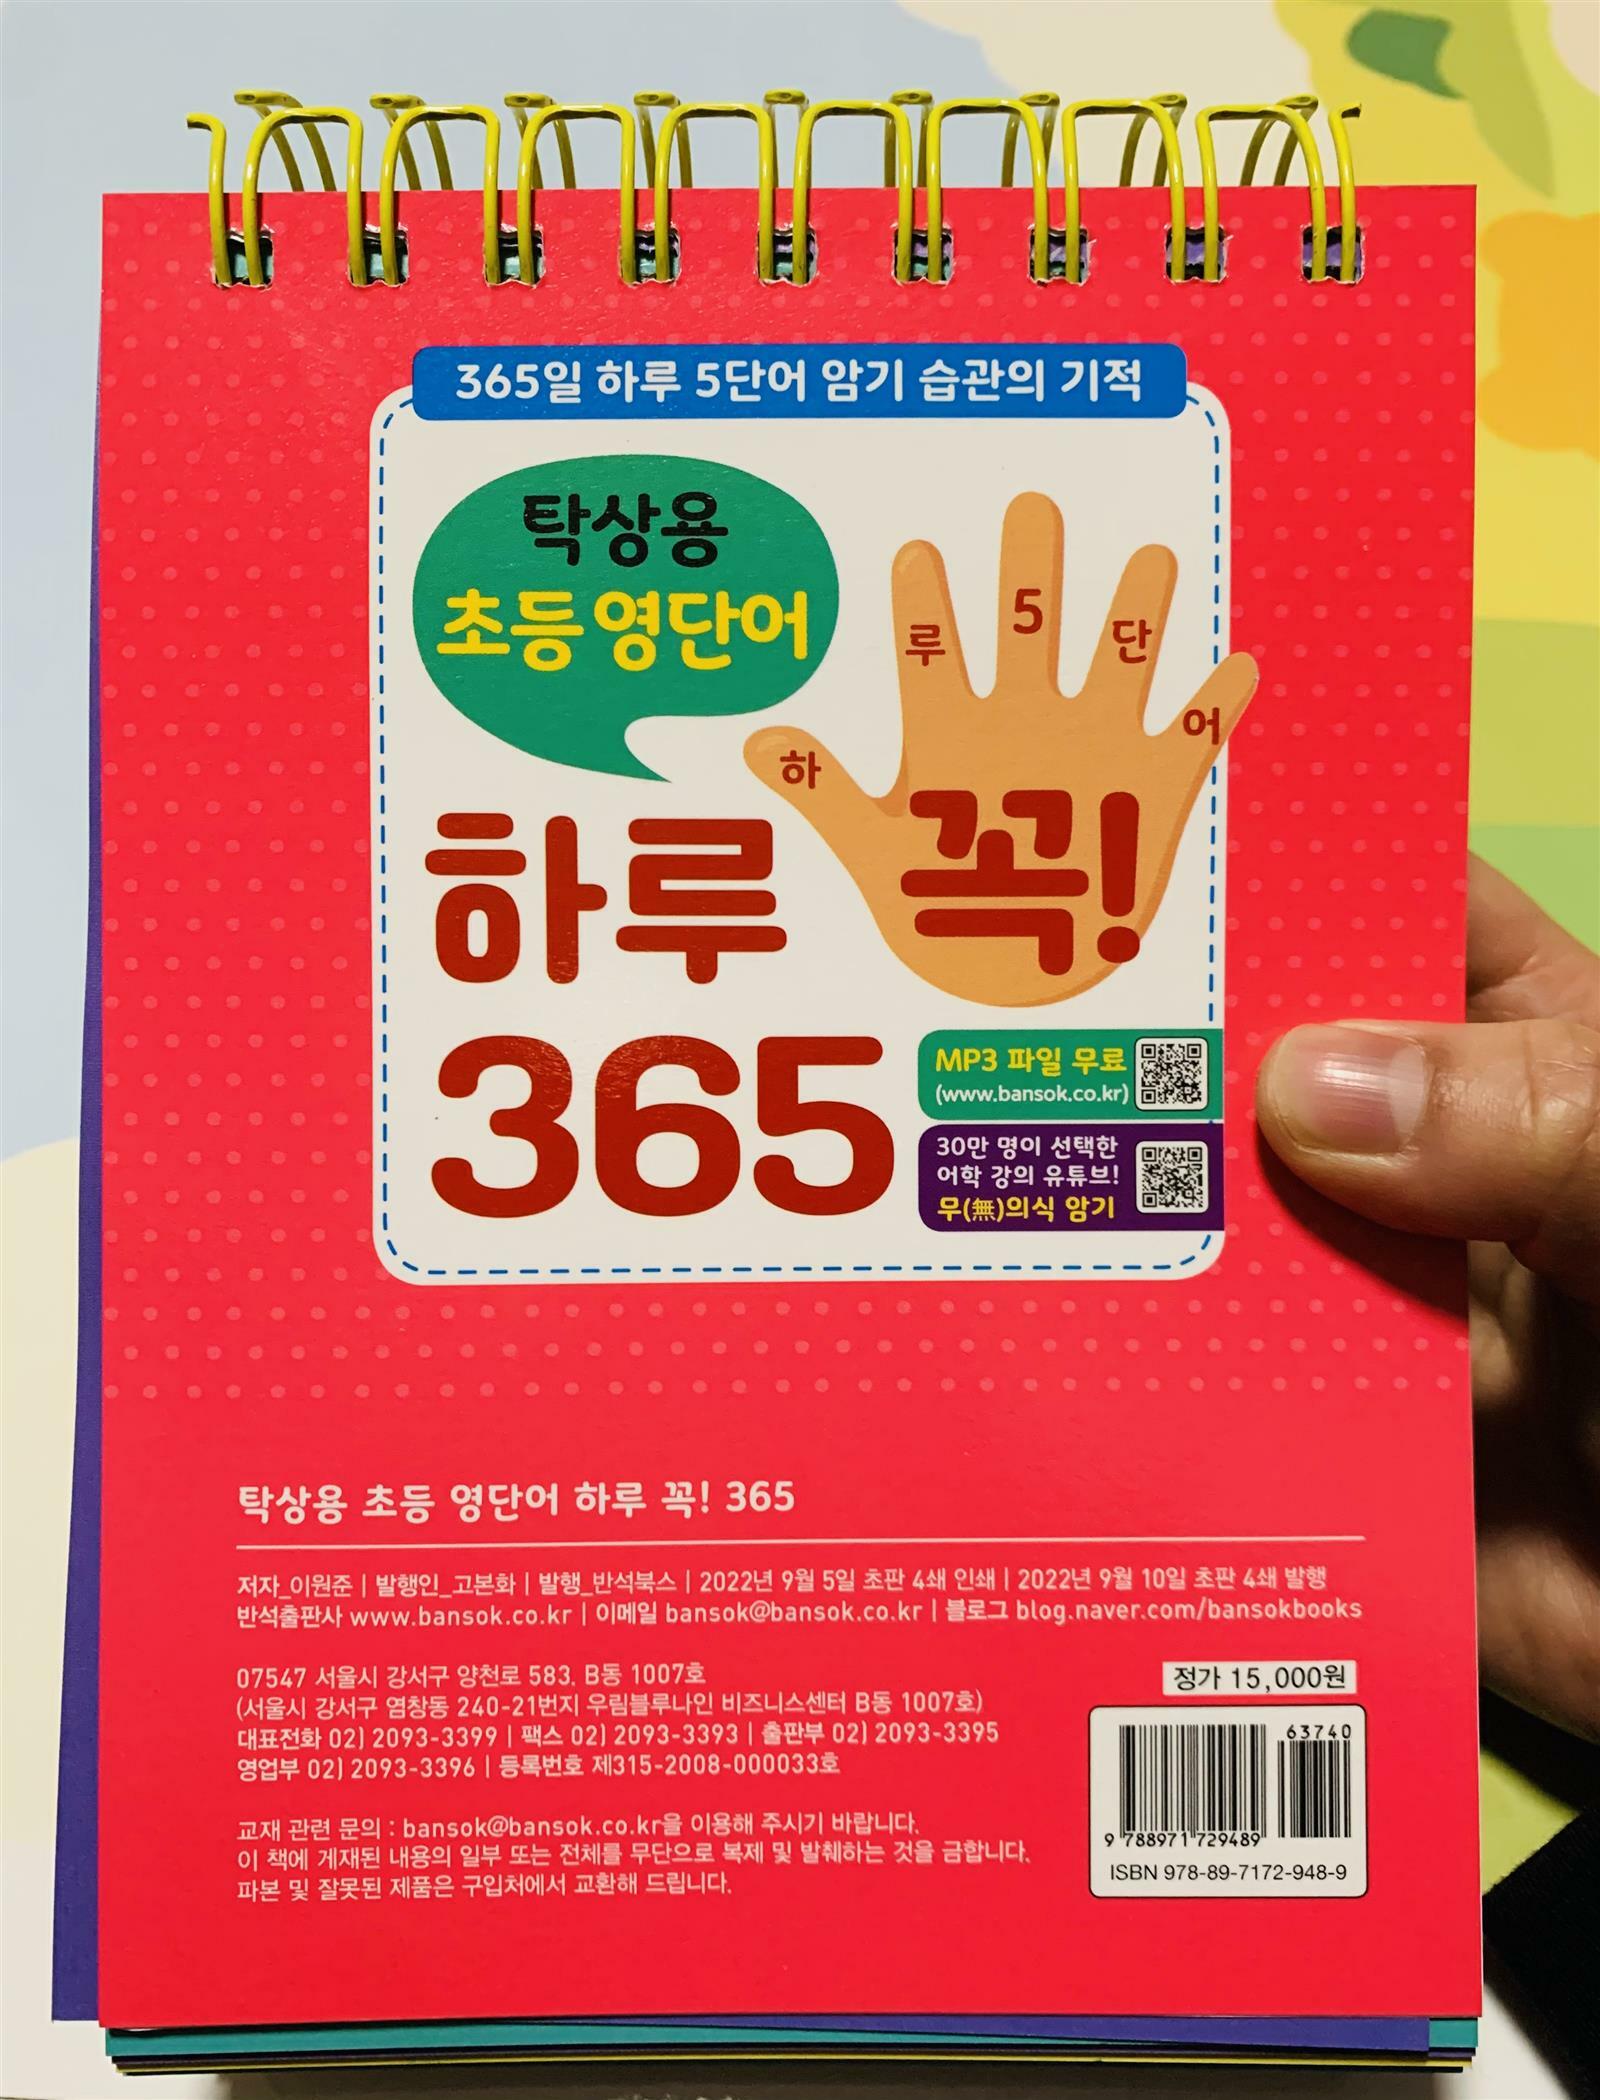 365일 하루 5단어 암기 습관의 기적
탁상용
초등 영단어
하 루 5 단 어
하루 꼭!
365
MP3 파일 무료
(www.bansok.co.kr)
30만 명이 선택한
어학 강의 유튜브!
무(無)의식 암기
탁상용 초등 영단어 하루 꼭! 365
저자_이원준 | 발행인_고본화 | 발행_반석북스 | 2022년 9월 5일 초판 4쇄 인쇄 | 2022년 9월 10일 초판 4쇄 발행
반석출판사 www.bansok.co.kr | 이메일 bansok@bansok.co.kr | 블로그 blog.naver.com/bansokbooks
07547 서울시 강서구 양천로 583. B동 1007호
(서울시 강서구 염창동 240-21번지 우림블루나인 비즈니스센터 B동 1007호)
대표전화 02) 2093-3399 | 팩스 02) 2093-3393 | 출판부 02) 2093-3395
영업부 02) 2093-3396 | 등록번호 제315-2008-000033호
교재 관련 문의 : bansok@bansok.co.kr을 이용해 주시기 바랍니다.
이 책에 게재된 내용의 일부 또는 전체를 무단으로 복제 및 발췌하는 것을 금합니다.
파본 및 잘못된 제품은 구입처에서 교환해 드립니다.
정가 15,000원
63740
9 788971 729489
ISBN 978-89-7172-948-9